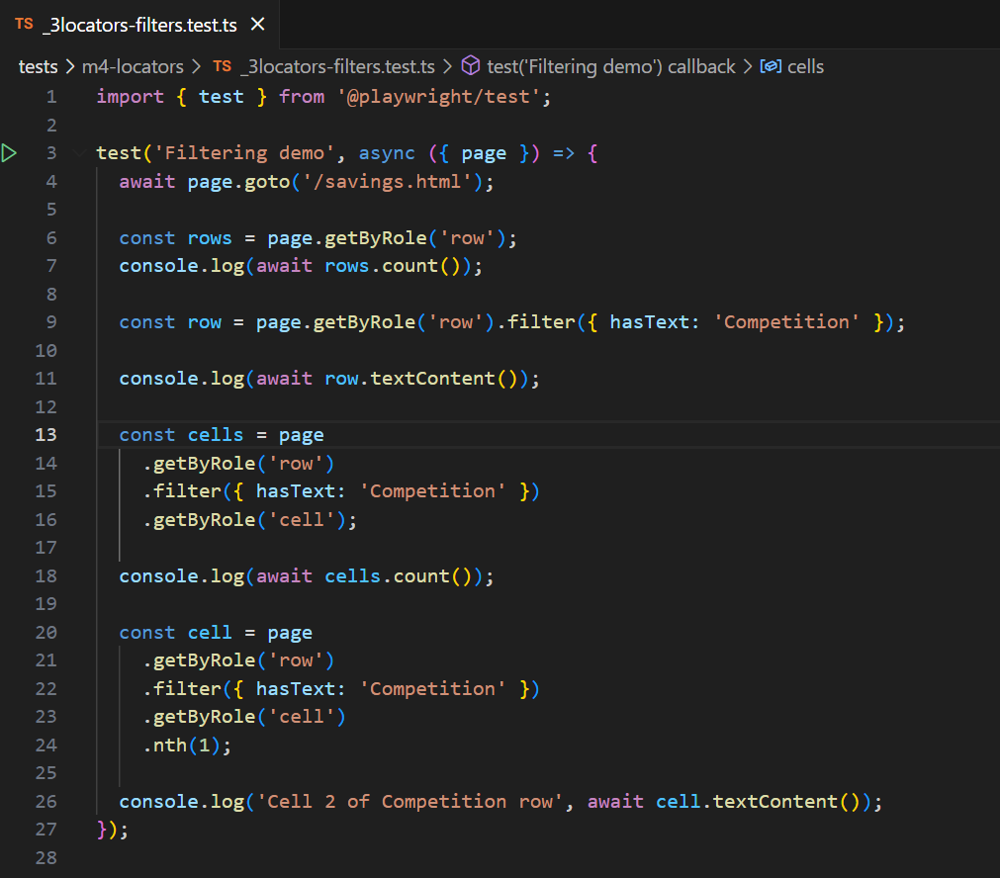 TS _3locators-filters.test.ts ×
tests > m4-locators > TS _3locators-filters.test.ts > test('Filtering demo') callback > cells
1 import { test } from '@playwright/test';
2
3 test('Filtering demo', async ({ page }) => {
4 await page.goto('/savings.html');
5
6 const rows = page.getByRole('row');
7 console.log(await rows.count());
8
9 const row = page.getByRole('row').filter({ hasText: 'Competition' });
10
11 console.log(await row.textContent());
12
13 const cells = page
14 .getByRole('row')
15 .filter({ hasText: 'Competition' })
16 .getByRole('cell');
17
18 console.log(await cells.count());
19
20 const cell = page
21 .getByRole('row')
22 .filter({ hasText: 'Competition' })
23 .getByRole('cell')
24 .nth(1);
25
26 console.log('Cell 2 of Competition row', await cell.textContent());
27 });
28